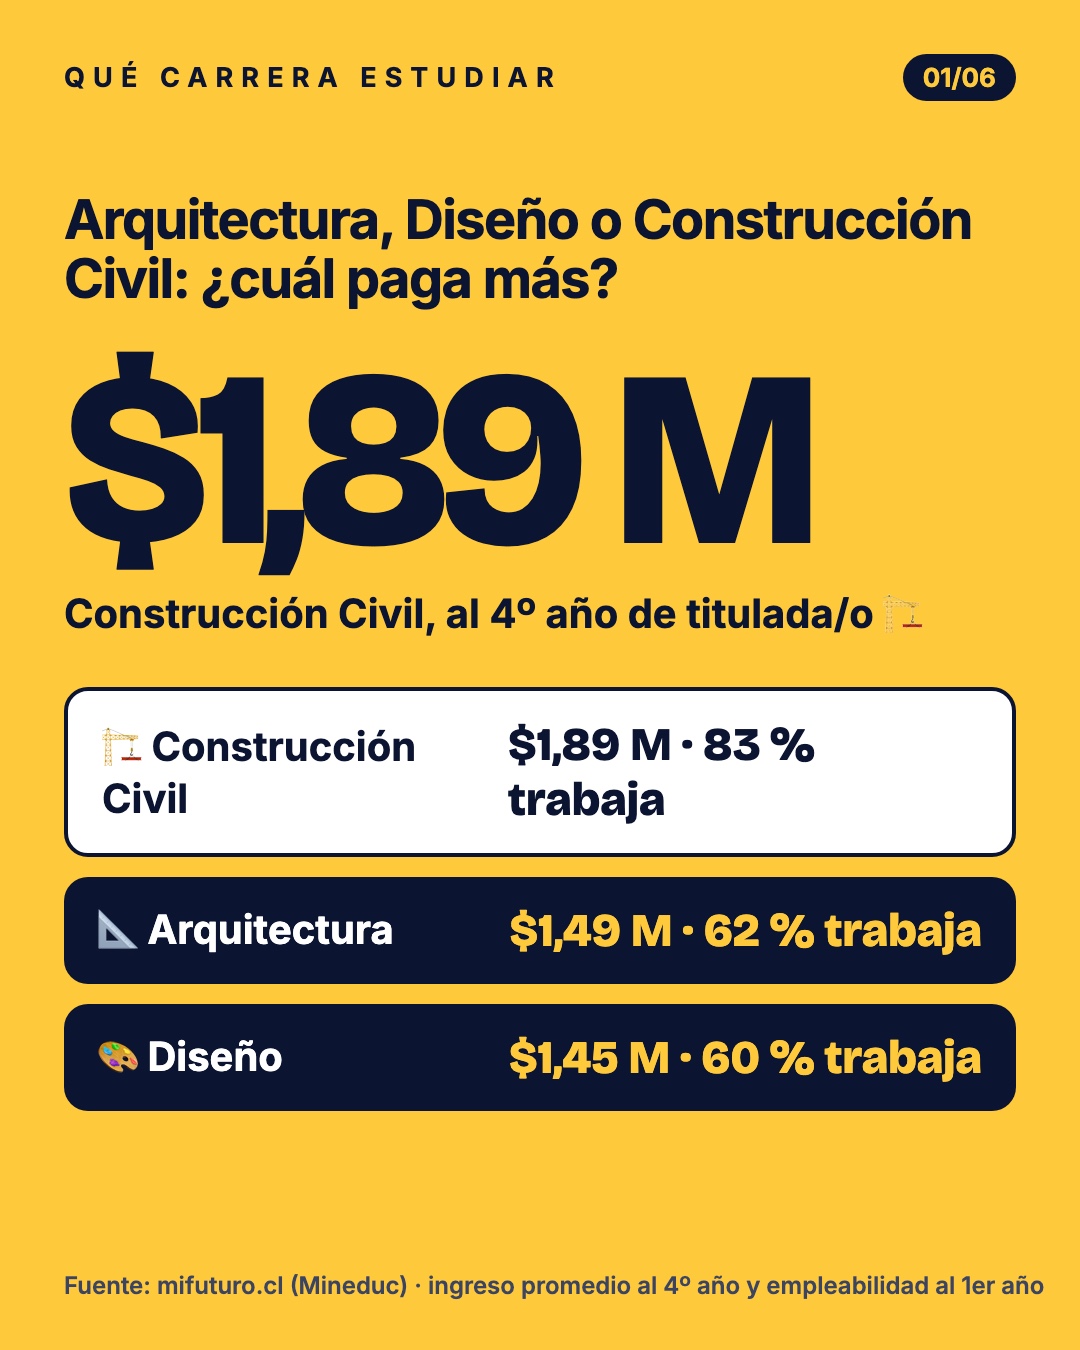 QUÉ CARRERA ESTUDIAR
01/06
Arquitectura, Diseño o Construcción
Civil: ¿cuál paga más?
$1,89 M
Construcción Civil, al 4º año de titulada/o 🏗️
🏗️ Construcción
Civil
$1,89 M · 83 %
trabaja
📐 Arquitectura
$1,49 M · 62 % trabaja
🎨 Diseño
$1,45 M · 60 % trabaja
Fuente: mifuturo.cl (Mineduc) · ingreso promedio al 4º año y empleabilidad al 1er año